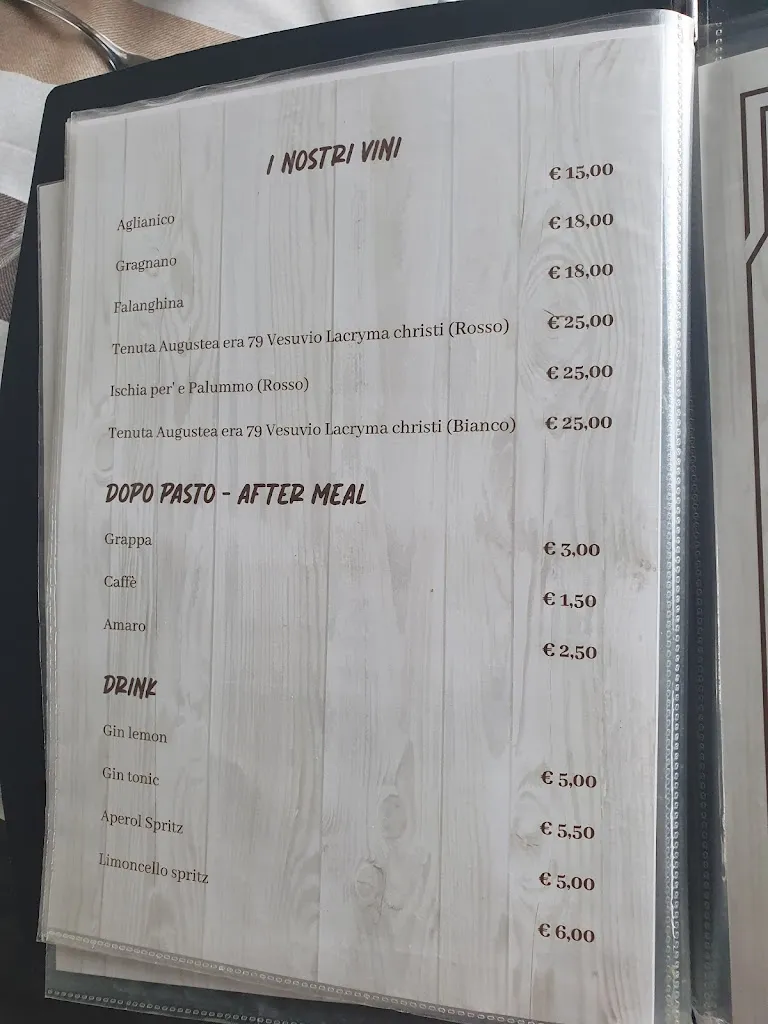 I NOSTRI VINI
Aglianico € 15,00
Gragnano € 18,00
Falanghina € 18,00
Tenuta Augustea era 79 Vesuvio Lacryma christi (Rosso) € 25,00
Ischia per' e Palummo (Rosso) € 25,00
Tenuta Augustea era 79 Vesuvio Lacryma christi (Bianco) € 25,00
DOPO PASTO - AFTER MEAL
Grappa € 3,00
Caffè € 1,50
Amaro € 2,50
DRINK
Gin lemon € 5,00
Gin tonic € 5,50
Aperol Spritz € 5,00
Limoncello spritz € 6,00